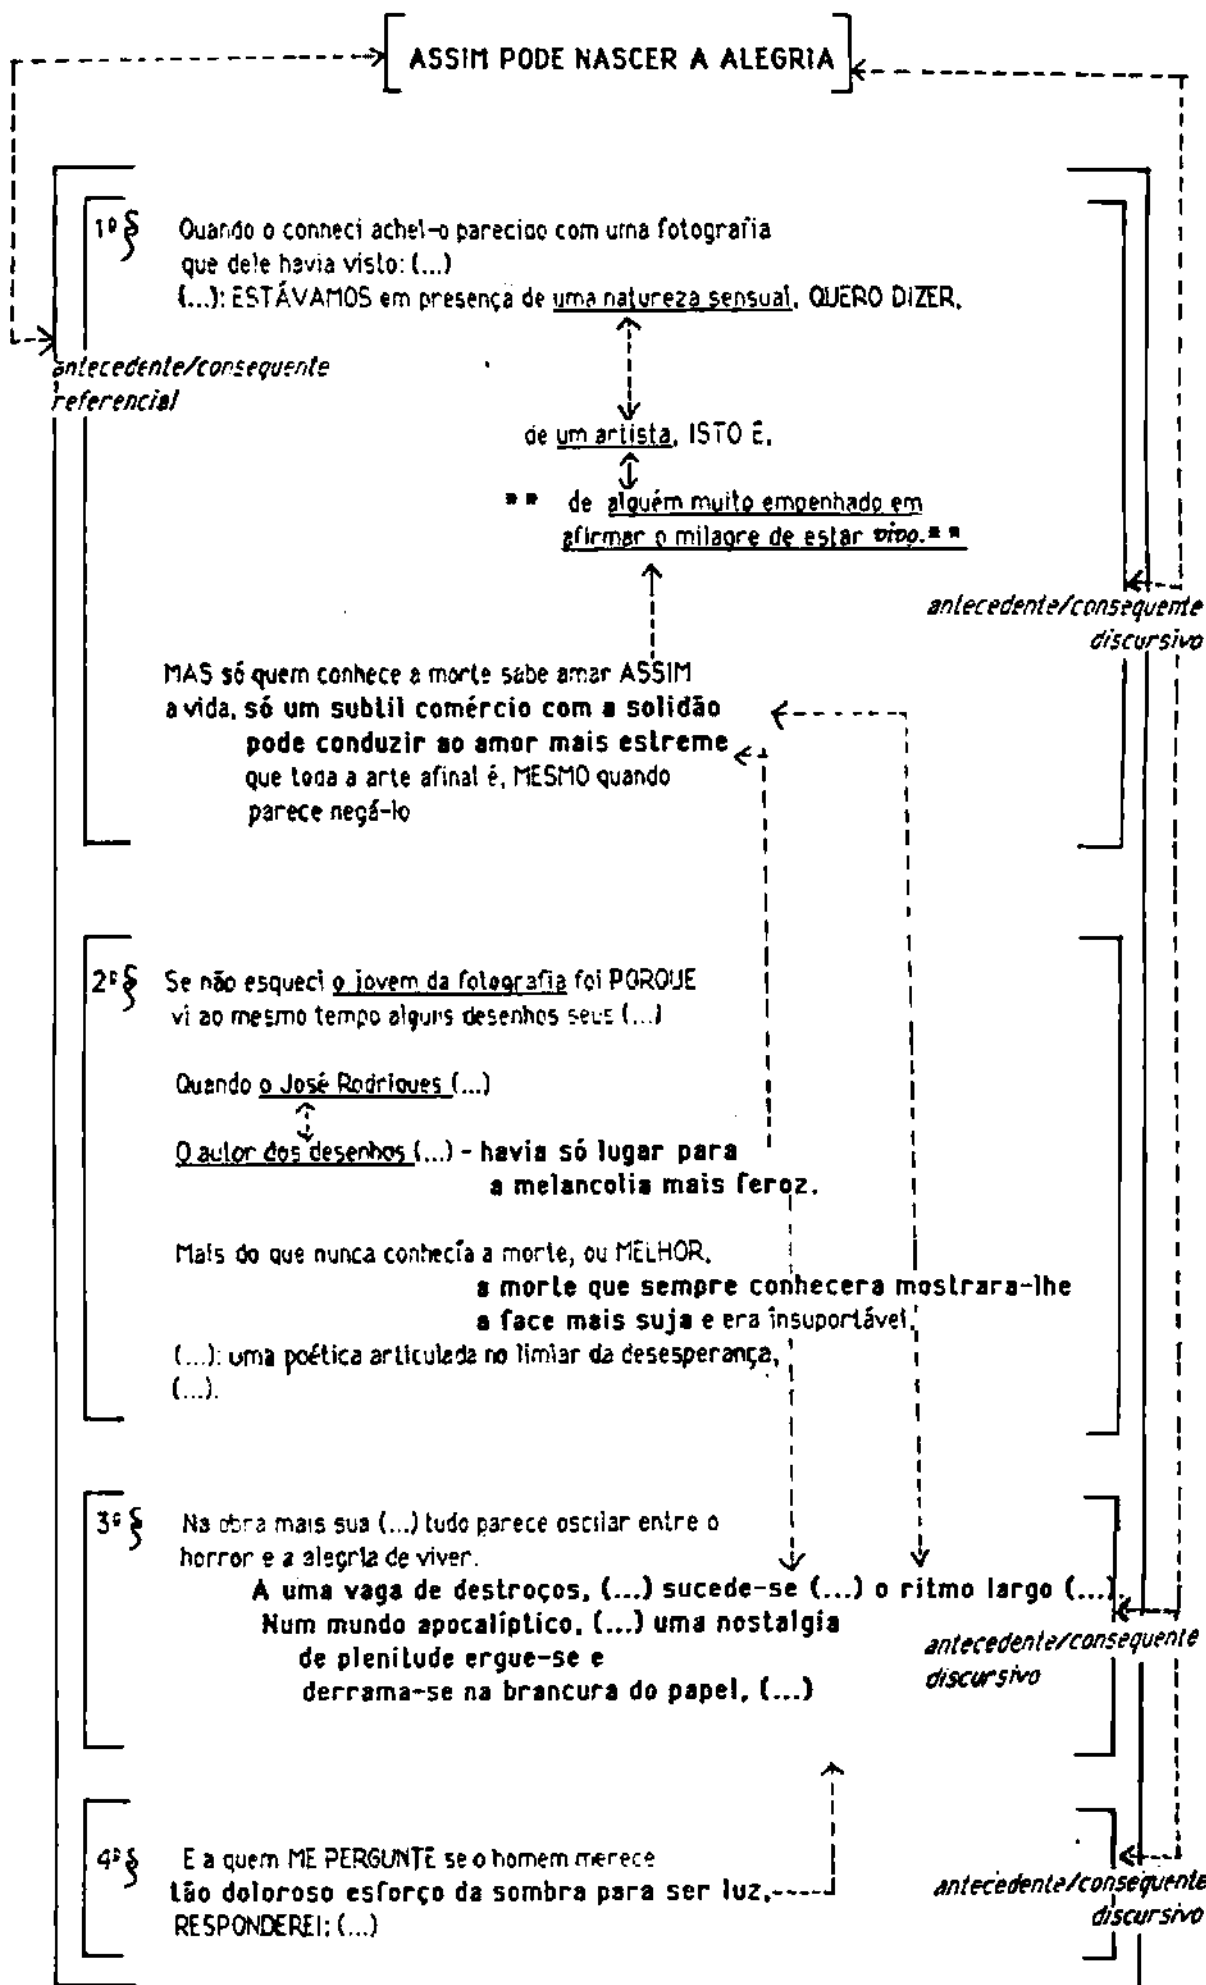 ASSIM PODE NASCER A ALEGRIA
1º § Quando o conheci achei-o parecido com uma fotografia
que dele havia visto: (...)
(...): ESTÁVAMOS em presença de uma natureza sensual, QUERO DIZER,
antecedente/consequente
referencial
de um artista, ISTO É,
** de alguém muito empenhado em
afirmar o milagre de estar vivo.**
antecedente/consequente
discursivo
MAS só quem conhece a morte sabe amar ASSIM
a vida, só um subtil comércio com a solidão
pode conduzir ao amor mais estreme
que toda a arte afinal é, MESMO quando
parece negá-lo
2º § Se não esqueci o jovem da fotografia foi PORQUE
vi ao mesmo tempo alguns desenhos seus (...)
Quando o José Rodrigues (...)
O autor dos desenhos (...) - havia só lugar para
a melancolia mais feroz.
Mais do que nunca conhecía a morte, ou MELHOR,
a morte que sempre conhecera mostrara-lhe
a face mais suja e era insuportável.
(...): uma poética articulada no limiar da desesperança,
(...).
3º § Na obra mais sua (...) tudo parece oscilar entre o
horror e a alegria de viver.
A uma vaga de destroços, (...) sucede-se (...) o ritmo largo (...).
Num mundo apocalíptico, (...) uma nostalgia
de plenitude ergue-se e
derrama-se na brancura do papel, (...)
antecedente/consequente
discursivo
4º § E a quem ME PERGUNTE se o homem merece
tão doloroso esforço da sombra para ser luz,
RESPONDEREI: (...)
antecedente/consequente
discursivo